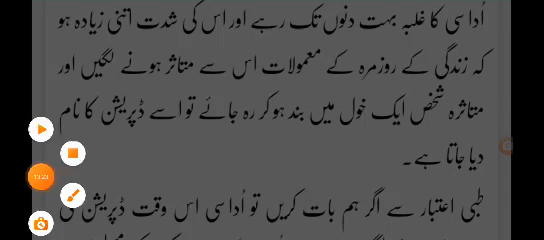 اُداسی کا غلبہ بہت دنوں تک رہے اور اس کی شدت اتنی زیادہ ہو
کہ زندگی کے روزمرہ کے معمولات اس سے متاثر ہونے لگیں اور
متاثرہ شخص ایک خول میں بند ہو کر رہ جائے تو اسے ڈپریشن کا نام
دیا جاتا ہے۔
طبی اعتبار سے اگر ہم بات کریں تو اُداسی اس وقت ڈپریشن کی